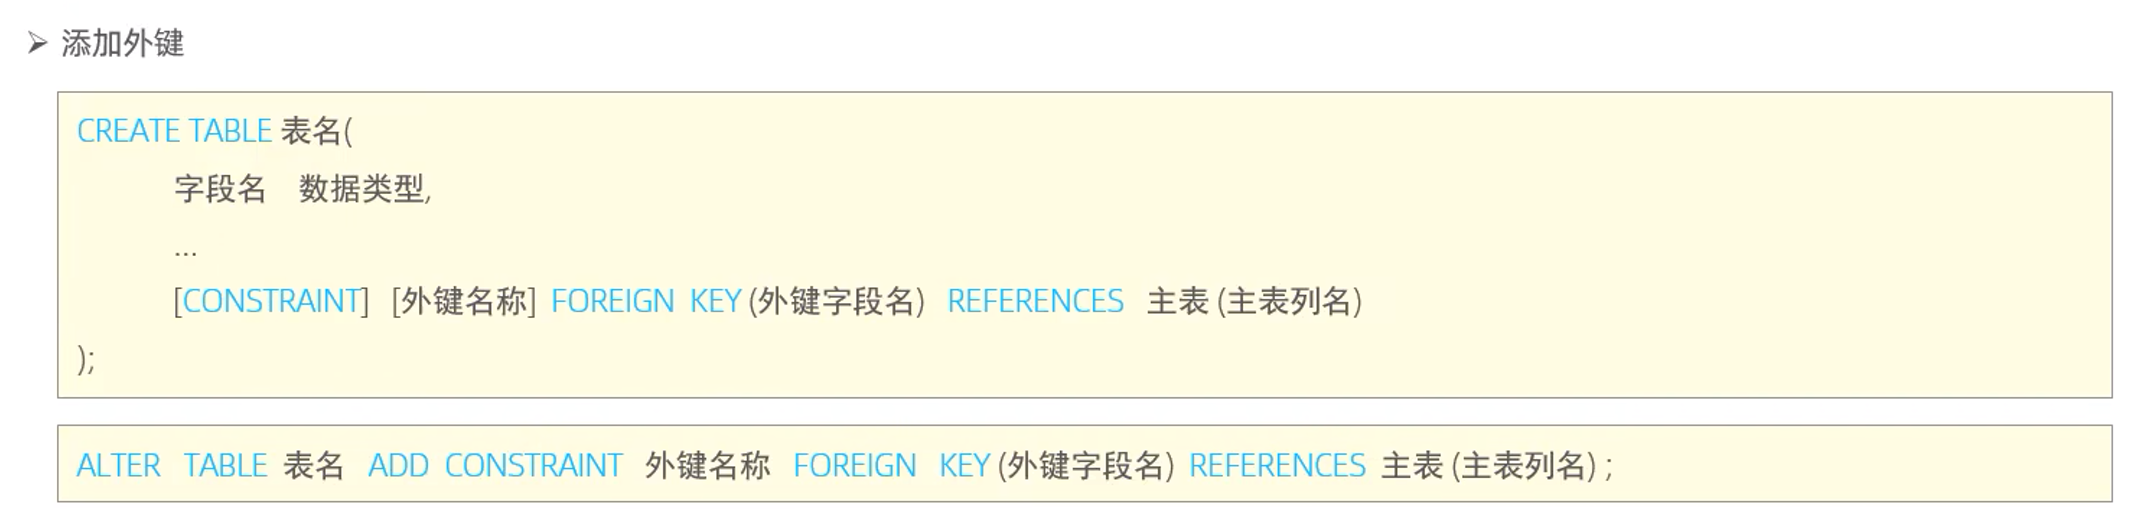 ➢ 添加外键
CREATE TABLE 表名(
字段名 数据类型,
...
[CONSTRAINT] [外键名称] FOREIGN KEY (外键字段名) REFERENCES 主表 (主表列名)
);
ALTER TABLE 表名 ADD CONSTRAINT 外键名称 FOREIGN KEY (外键字段名) REFERENCES 主表 (主表列名) ;